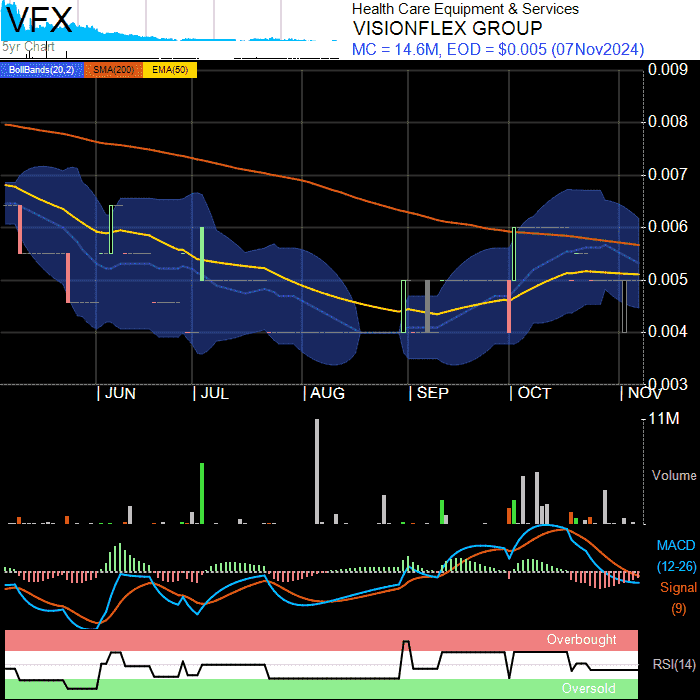 VFX
5yr Chart
Health Care Equipment & Services
VISIONFLEX GROUP
MC = 14.6M, EOD = $0.005 (07Nov2024)
BollBands(20,2) SMA(200) EMA(50)
0.009
0.008
0.007
0.006
0.005
0.004
0.003
JUN JUL AUG SEP OCT NOV
11M
Volume
MACD
(12-26)
Signal
(9)
Overbought
RSI(14)
Oversold